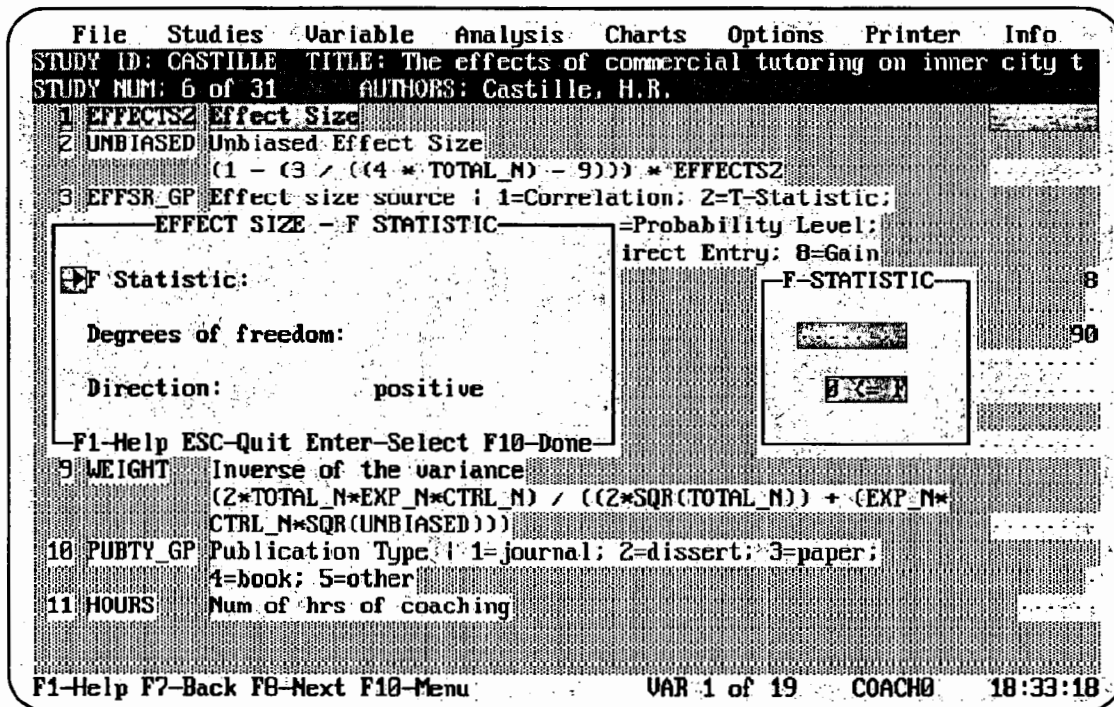 File Studies Variable Analysis Charts Options Printer Info
STUDY ID: CASTILLE TITLE: The effects of commercial tutoring on inner city t
STUDY NUM: 6 of 31 AUTHORS: Castille, H.R.
1 EFFECTSZ Effect Size
2 UNBIASED Unbiased Effect Size
(1 - (3 / ((4 * TOTAL_N) - 9))) * EFFECTSZ
3 EFFSR_GP Effect size source | 1=Correlation; 2=T-Statistic;
EFFECT SIZE - F STATISTIC
=Probability Level;
irect Entry; 8=Gain
F-STATISTIC
8
F Statistic:
Degrees of freedom:
90
Direction: positive
0 <= F
F1-Help ESC-Quit Enter-Select F10-Done
9 WEIGHT Inverse of the variance
(2*TOTAL_N*EXP_N*CTRL_N) / ((2*SQR(TOTAL_N)) + (EXP_N*
CTRL_N*SQR(UNBIASED)))
10 PUBTY_GP Publication Type | 1=journal; 2=dissert; 3=paper;
4=book; 5=other
11 HOURS Num of hrs of coaching
F1-Help F7-Back F8-Next F10-Menu VAR 1 of 19 COACH0 18:33:18